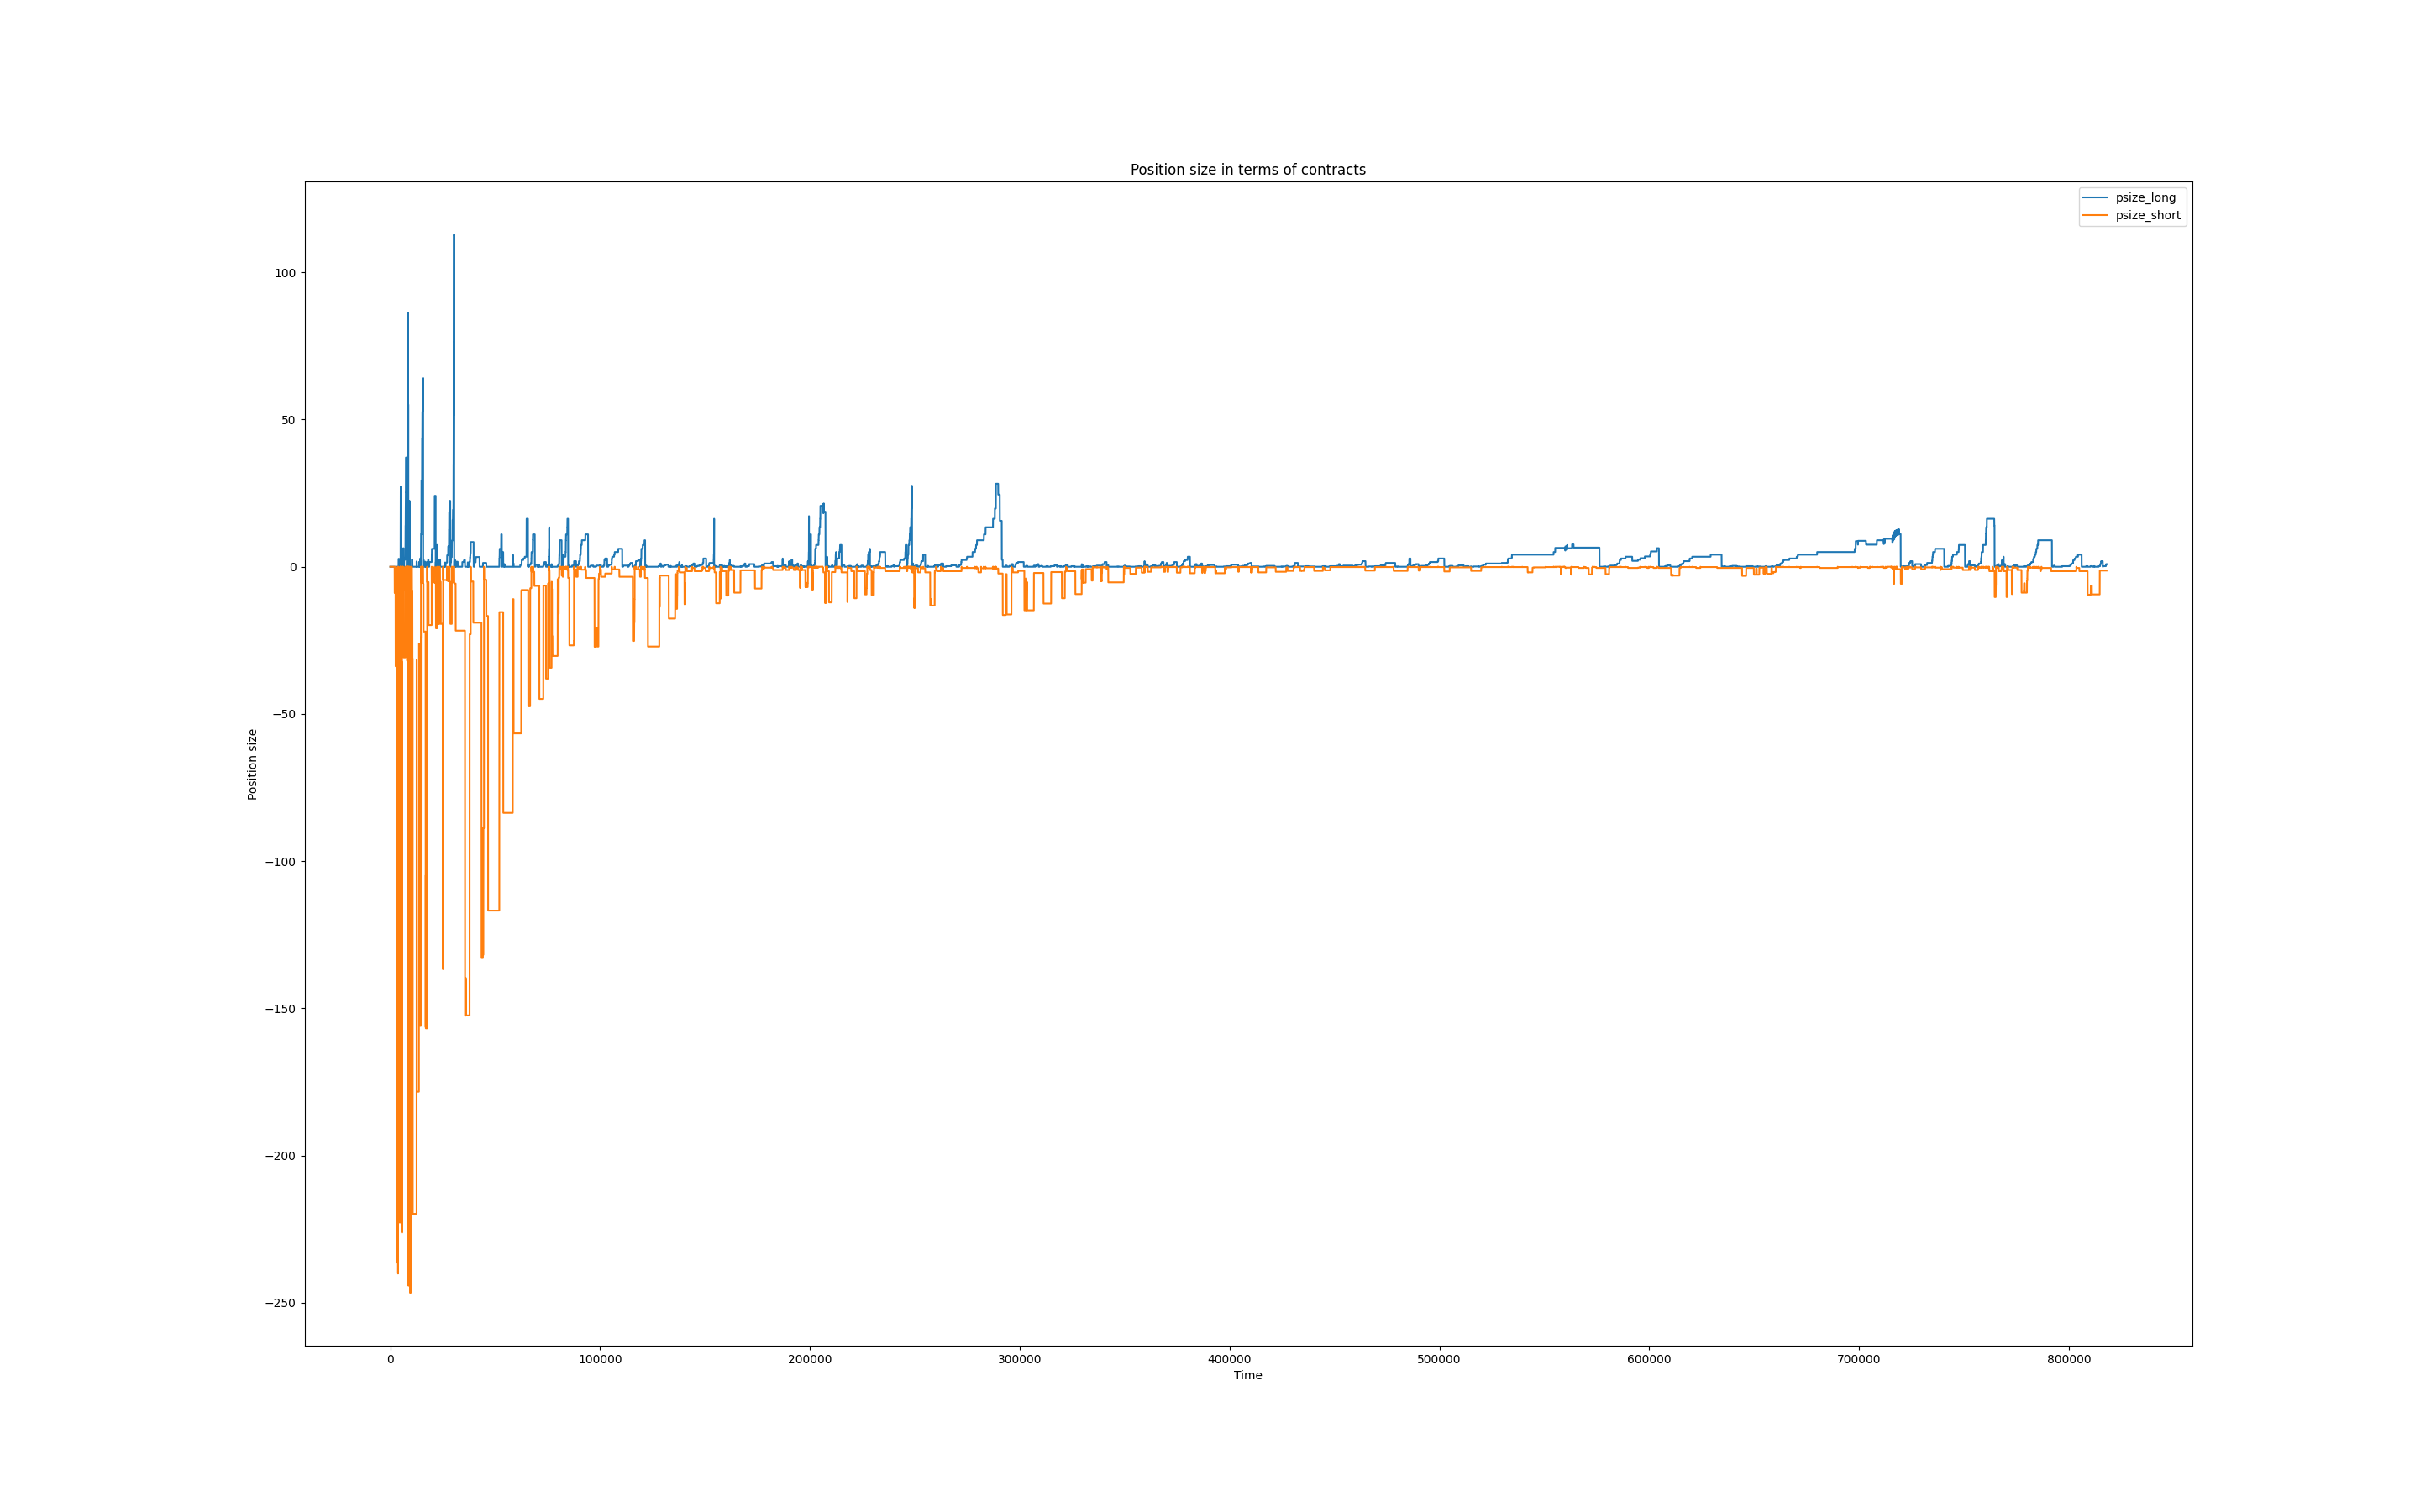 Position size in terms of contracts
psize_long
psize_short
100
50
0
−50
−100
−150
−200
−250
Position size
0 100000 200000 300000 400000 500000 600000 700000 800000
Time